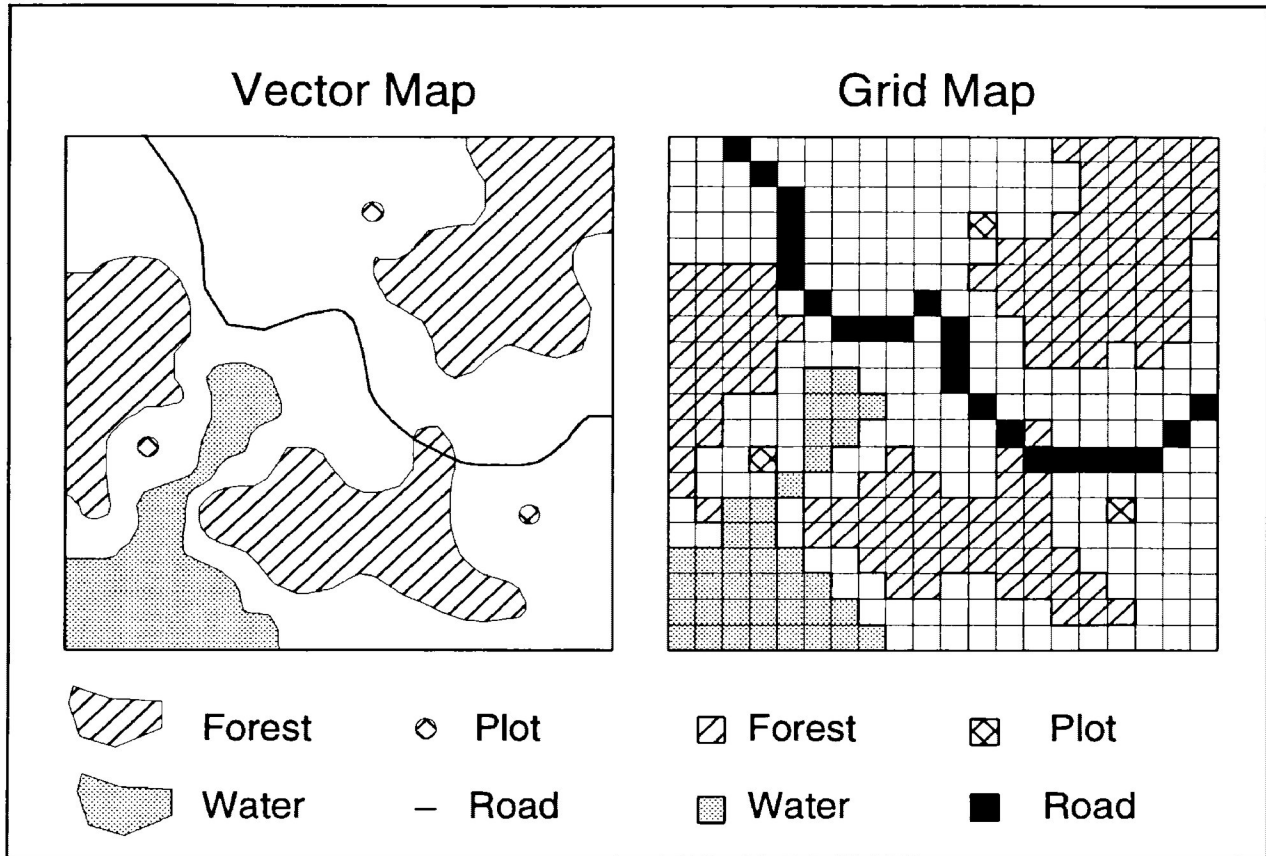 Vector Map
Grid Map
Forest
Plot
Forest
Plot
Water
Road
Water
Road